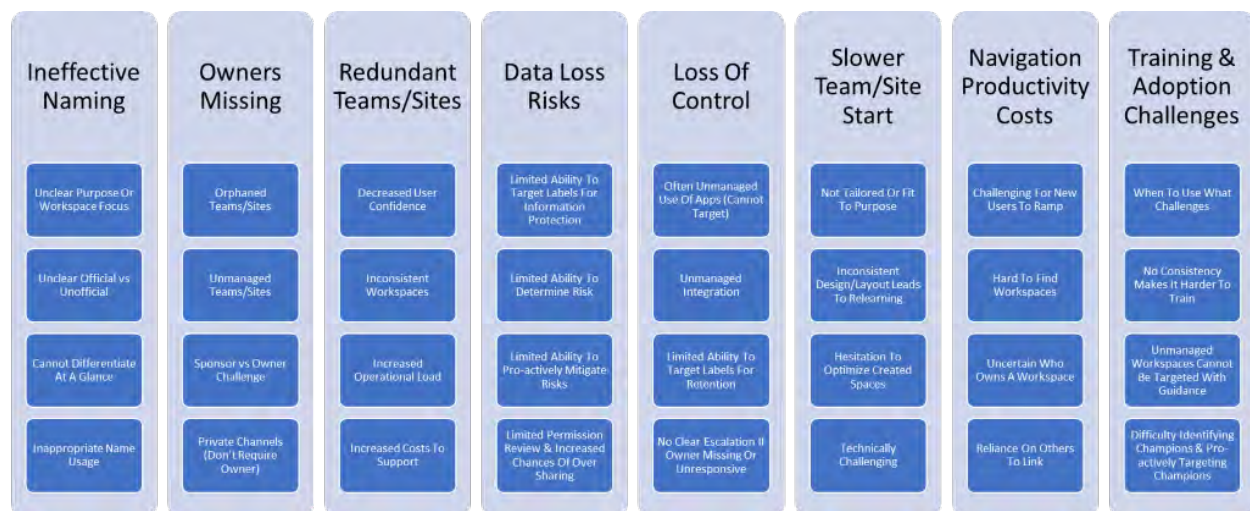 Ineffective
Naming
Unclear Purpose Or
Workspace Focus
Unclear Official vs
Unofficial
Cannot Differentiate
At A Glance
Inappropriate Name
Usage
Owners
Missing
Orphaned
Teams/Sites
Unmanaged
Teams/Sites
Sponsor vs Owner
Challenge
Private Channels
(Don't Require
Owner)
Redundant
Teams/Sites
Decreased User
Confidence
Inconsistent
Workspaces
Increased
Operational Load
Increased Costs To
Support
Data Loss
Risks
Limited Ability To
Target Labels For
Information
Protection
Limited Ability To
Determine Risk
Limited Ability To
Pro-actively Mitigate
Risks
Limited Permission
Review & Increased
Chances Of Over
Sharing
Loss Of
Control
Often Unmanaged
Use Of Apps (Cannot
Target)
Unmanaged
Integration
Limited Ability To
Target Labels For
Retention
No Clear Escalation If
Owner Missing Or
Unresponsive
Slower
Team/Site
Start
Not Tailored Or Fit
To Purpose
Inconsistent
Design/Layout Leads
To Relearning
Hesitation To
Optimize Created
Spaces
Technically
Challenging
Navigation
Productivity
Costs
Challenging For New
Users To Ramp
Hard To Find
Workspaces
Uncertain Who
Owns A Workspace
Reliance On Others
To Link
Training &
Adoption
Challenges
When To Use What
Challenges
No Consistency
Makes It Harder To
Train
Unmanaged
Workspaces Cannot
Be Targeted With
Guidance
Difficulty Identifying
Champions & Pro-
actively Targeting
Champions